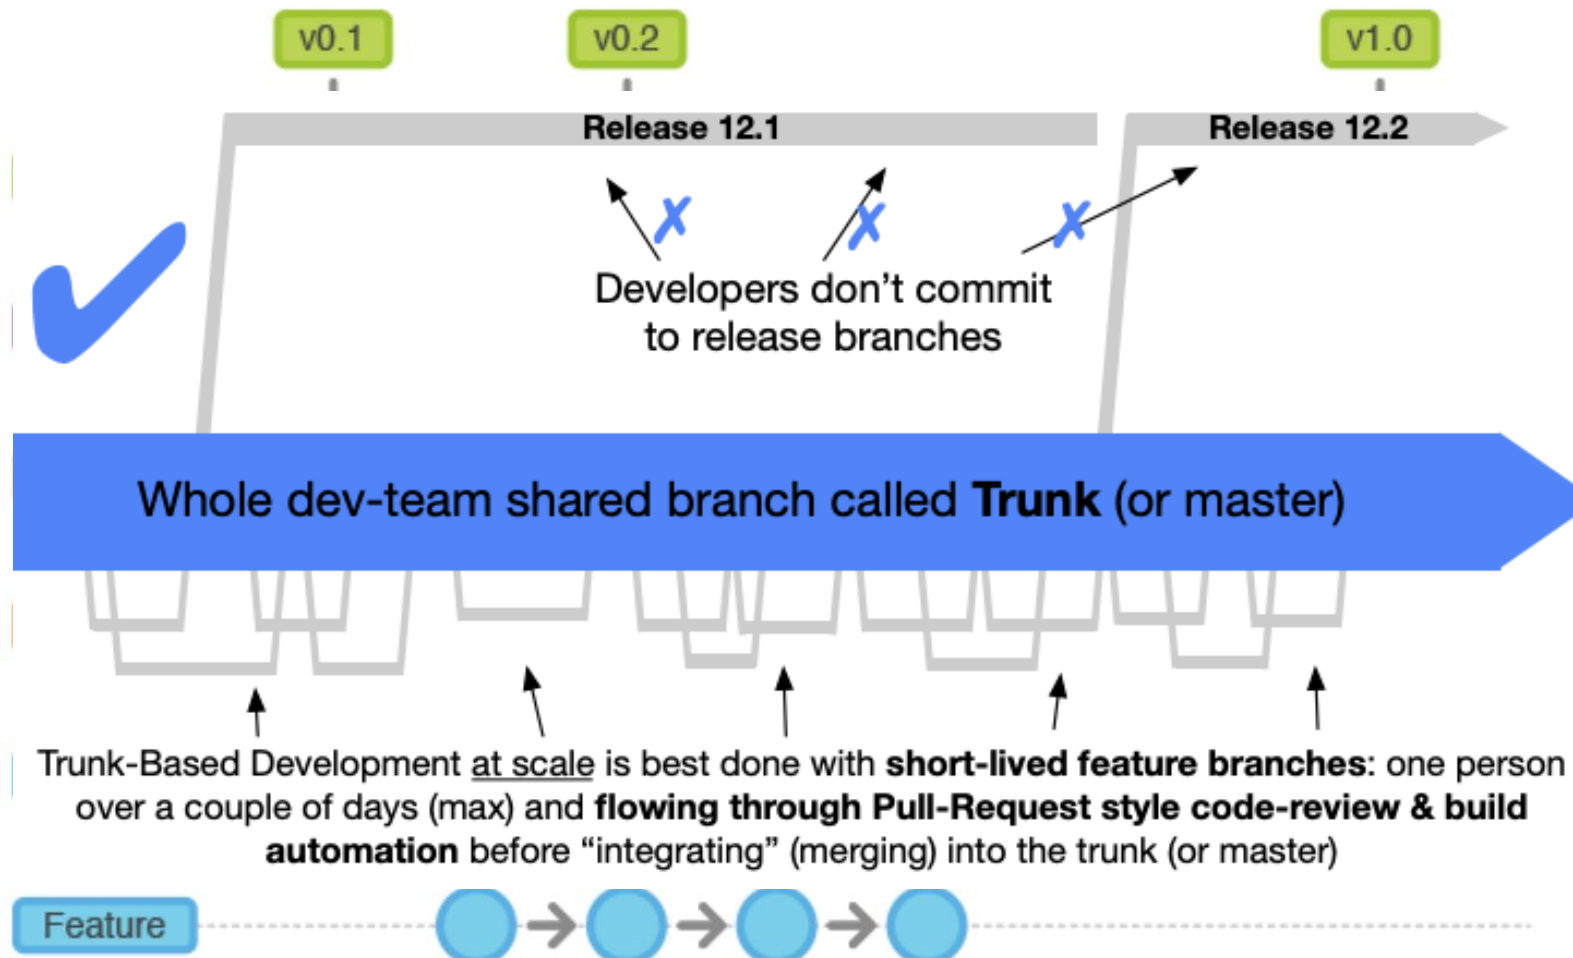 v0.1 v0.2 v1.0
Release 12.1 Release 12.2
Developers don’t commit
to release branches
Whole dev-team shared branch called Trunk (or master)
Trunk-Based Development at scale is best done with short-lived feature branches: one person
over a couple of days (max) and flowing through Pull-Request style code-review & build
automation before “integrating” (merging) into the trunk (or master)
Feature